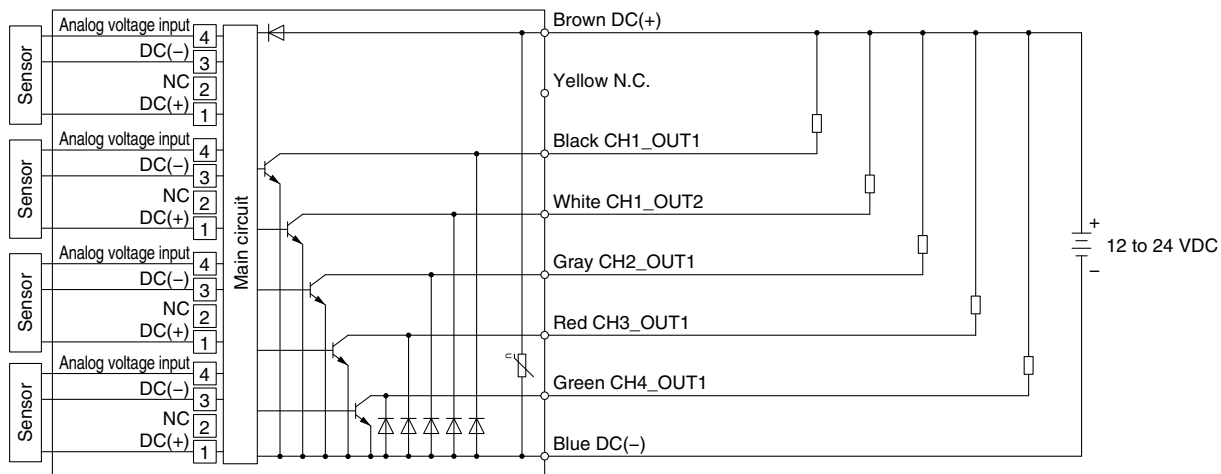 Sensor
Analog voltage input 4
DC(−) 3
NC 2
DC(+) 1
Sensor
Analog voltage input 4
DC(−) 3
NC 2
DC(+) 1
Sensor
Analog voltage input 4
DC(−) 3
NC 2
DC(+) 1
Sensor
Analog voltage input 4
DC(−) 3
NC 2
DC(+) 1
Main circuit
Brown DC(+)
Yellow N.C.
Black CH1_OUT1
White CH1_OUT2
Gray CH2_OUT1
Red CH3_OUT1
Green CH4_OUT1
Blue DC(−)
+
12 to 24 VDC
−